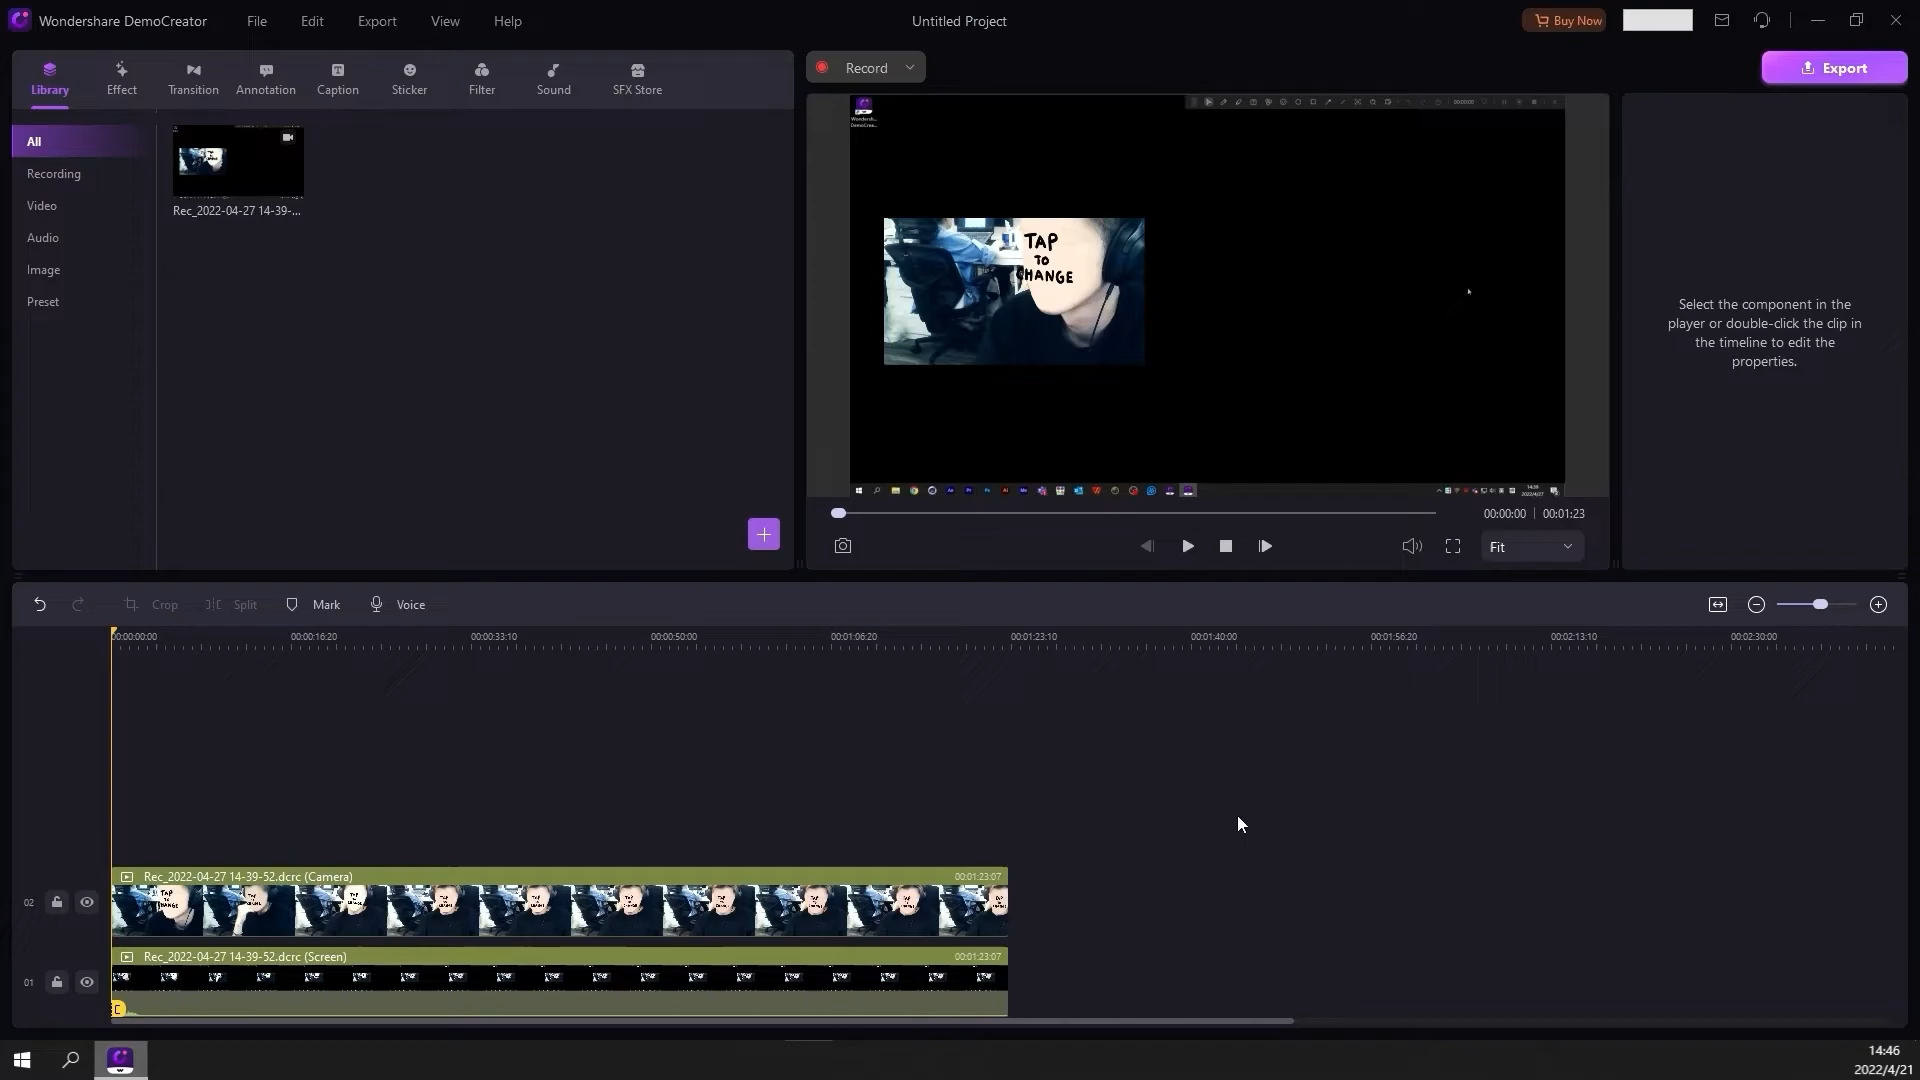 Wondershare DemoCreator File Edit Export View Help Untitled Project Buy Now
Library Effect Transition Annotation Caption Sticker Filter Sound SFX Store
Record
Export
All
Recording
Video
Audio
Image
Preset
Rec_2022-04-27 14-39-...
TAP
TO
CHANGE
Select the component in the
player or double-click the clip in
the timeline to edit the
properties.
00:00:00 | 00:01:23
Fit
Crop Split Mark Voice
00:00:00:00 00:00:16:20 00:00:33:10 00:00:50:00 00:01:06:20 00:01:23:10 00:01:40:00 00:01:56:20 00:02:13:10 00:02:30:00
Rec_2022-04-27 14-39-52.dcrc (Camera) 00:01:23:07
02
Rec_2022-04-27 14-39-52.dcrc (Screen) 00:01:23:07
01
14:46
2022/4/21